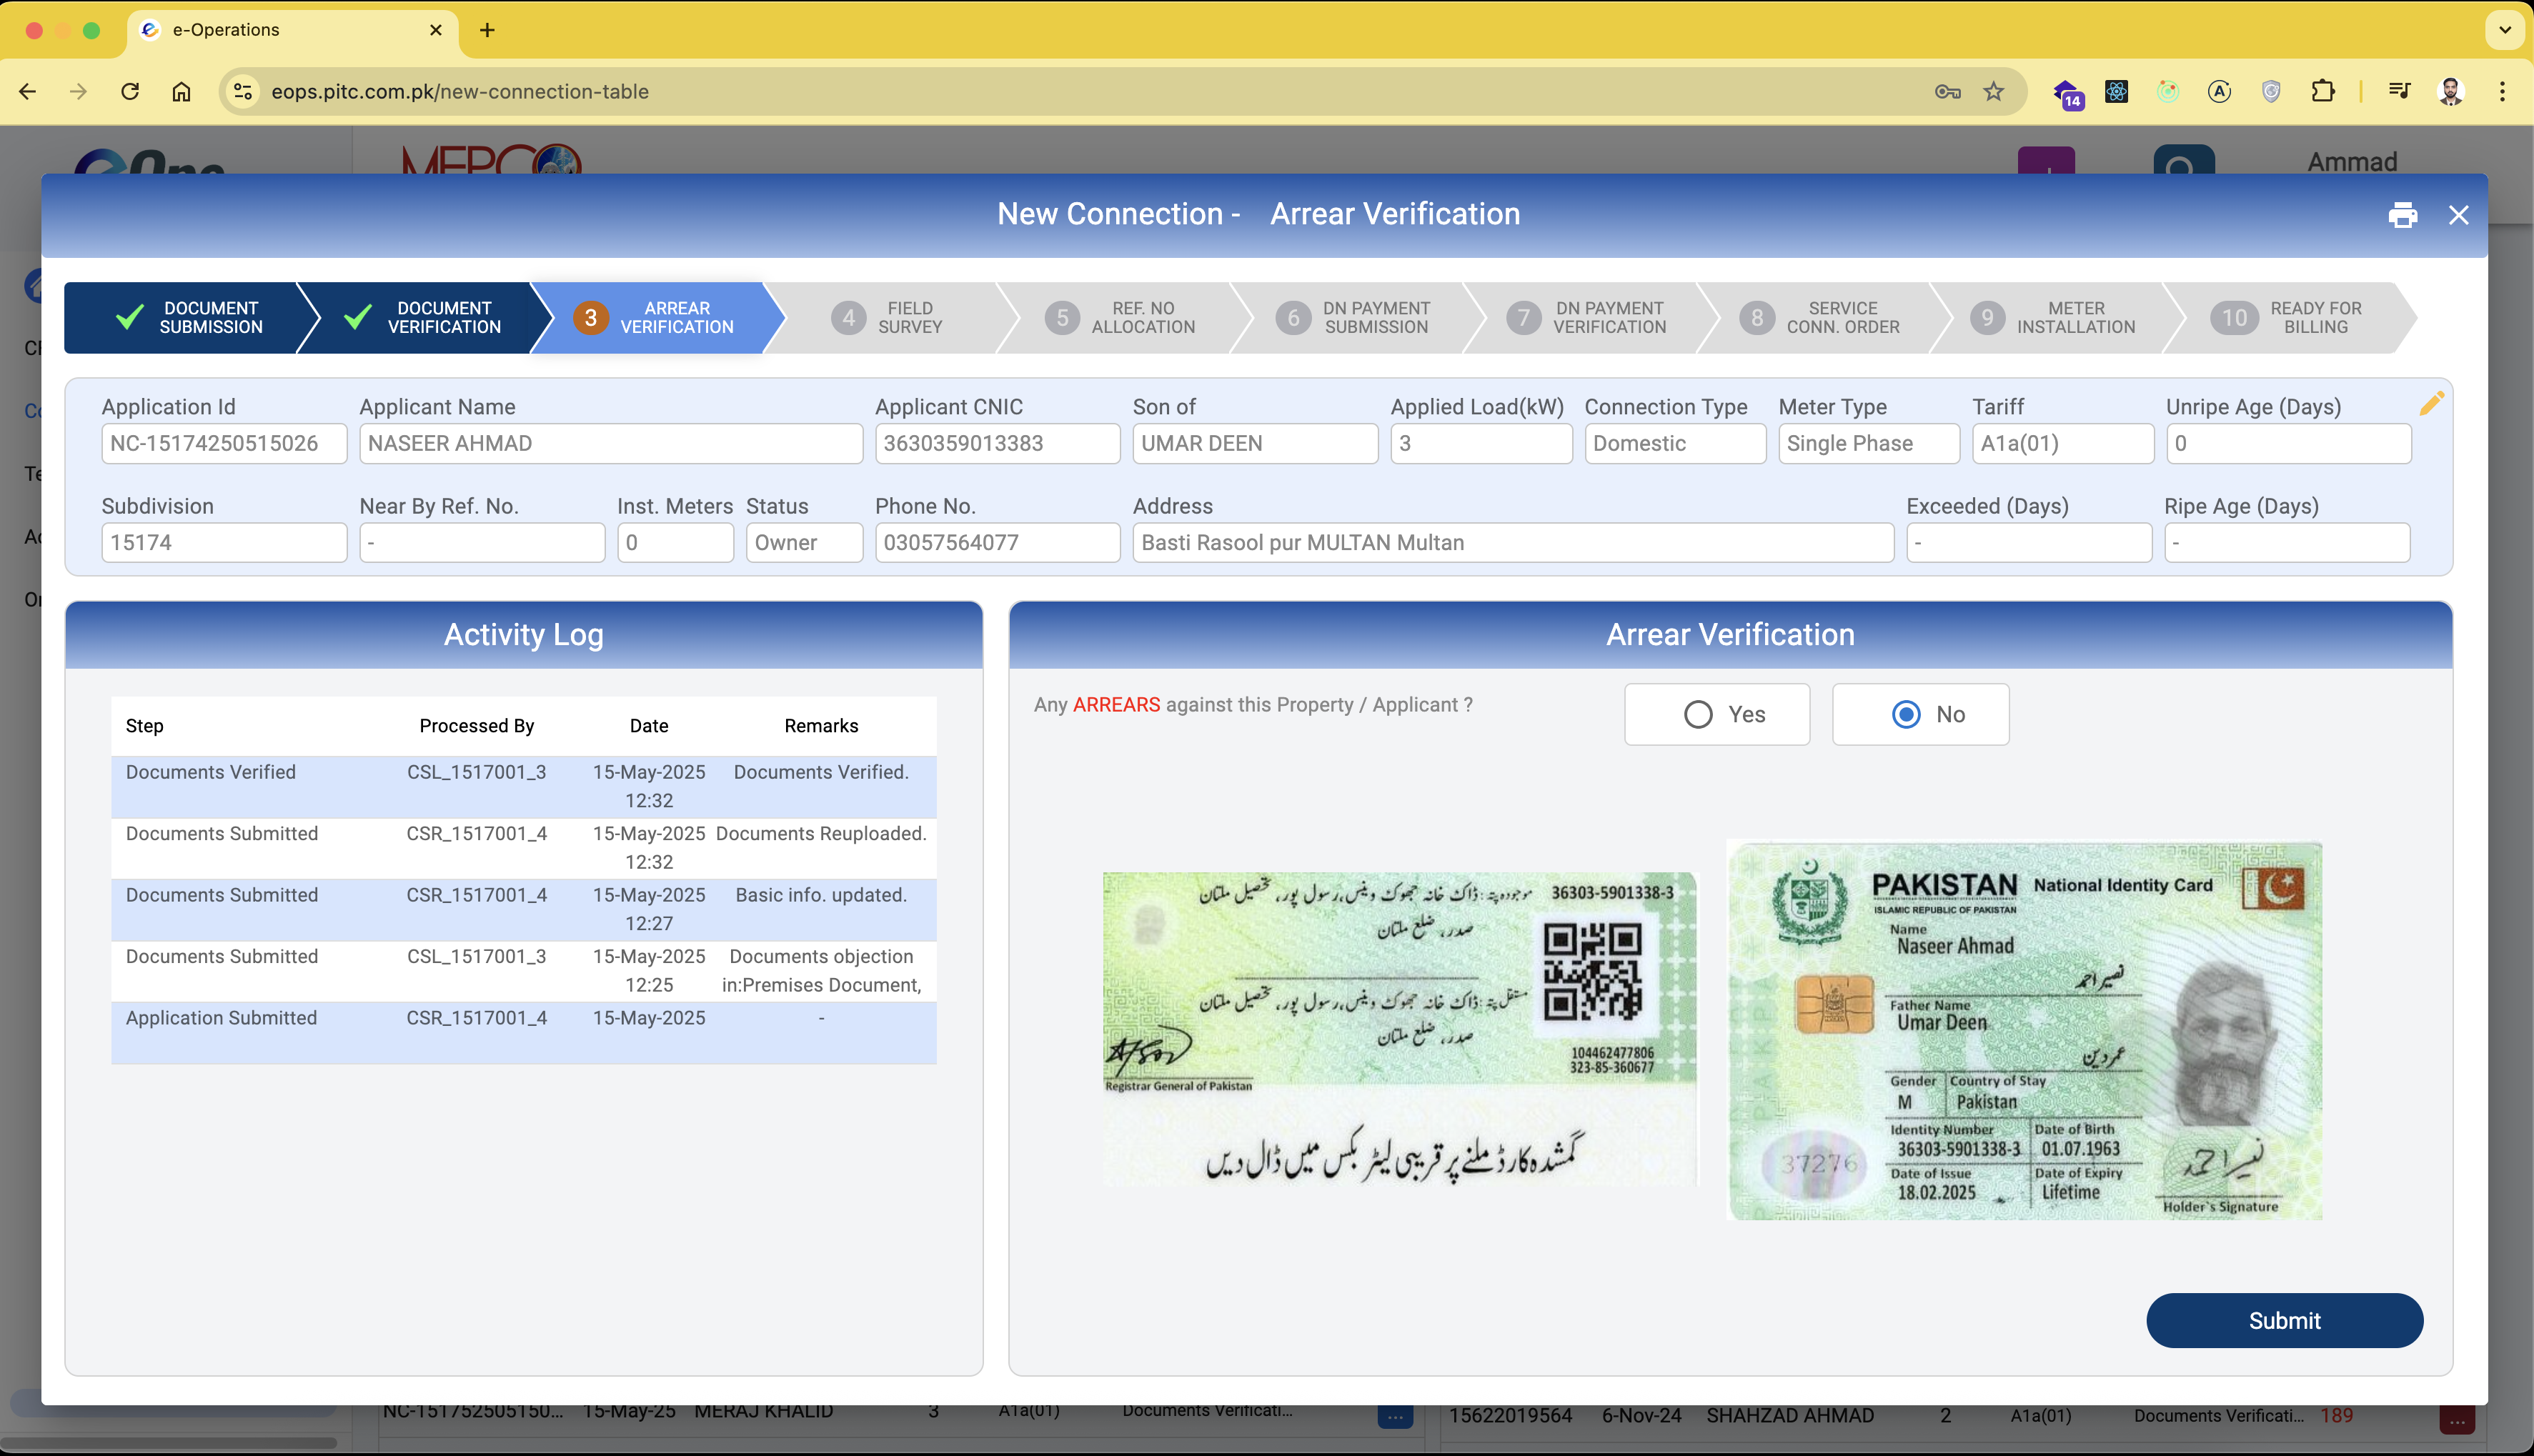 e-Operations
eops.pitc.com.pk/new-connection-table
14
MEPCO
Ammad
New Connection - Arrear Verification
DOCUMENT SUBMISSION
DOCUMENT VERIFICATION
3 ARREAR VERIFICATION
4 FIELD SURVEY
5 REF. NO ALLOCATION
6 DN PAYMENT SUBMISSION
7 DN PAYMENT VERIFICATION
8 SERVICE CONN. ORDER
9 METER INSTALLATION
10 READY FOR BILLING
Application Id Applicant Name Applicant CNIC Son of Applied Load(kW) Connection Type Meter Type Tariff Unripe Age (Days)
NC-15174250515026 NASEER AHMAD 3630359013383 UMAR DEEN 3 Domestic Single Phase A1a(01) 0
Subdivision Near By Ref. No. Inst. Meters Status Phone No. Address Exceeded (Days) Ripe Age (Days)
15174 - 0 Owner 03057564077 Basti Rasool pur MULTAN Multan - -
Activity Log
Step Processed By Date Remarks
Documents Verified CSL_1517001_3 15-May-2025 Documents Verified.
12:32
Documents Submitted CSR_1517001_4 15-May-2025 Documents Reuploaded.
12:32
Documents Submitted CSR_1517001_4 15-May-2025 Basic info. updated.
12:27
Documents Submitted CSL_1517001_3 15-May-2025 Documents objection
12:25 in:Premises Document,
Application Submitted CSR_1517001_4 15-May-2025 -
Arrear Verification
Any ARREARS against this Property / Applicant ? Yes No
36303-5901338-3 موجودہ پتہ : ڈاک خانہ جھوک وینس، رسول پور، تحصیل ملتان
صدر، ضلع ملتان
مستقل پتہ : ڈاک خانہ جھوک وینس، رسول پور، تحصیل ملتان
صدر، ضلع ملتان
104462477806
323-85-360677
Registrar General of Pakistan
گمشدہ کارڈ ملنے پر قریبی لیٹر بکس میں ڈال دیں
PAKISTAN National Identity Card
ISLAMIC REPUBLIC OF PAKISTAN
Name
Naseer Ahmad
نصیر احمد
Father Name
Umar Deen
عمر دین
Gender Country of Stay
M Pakistan
Identity Number Date of Birth
36303-5901338-3 01.07.1963
Date of Issue Date of Expiry
18.02.2025 Lifetime
37276
نصیر احمد
Holder's Signature
Submit
NC-151752505150... 15-May-25 MERAJ KHALID 3 A1a(01) Documents Verificati... ...
15622019564 6-Nov-24 SHAHZAD AHMAD 2 A1a(01) Documents Verificati... 189 ...